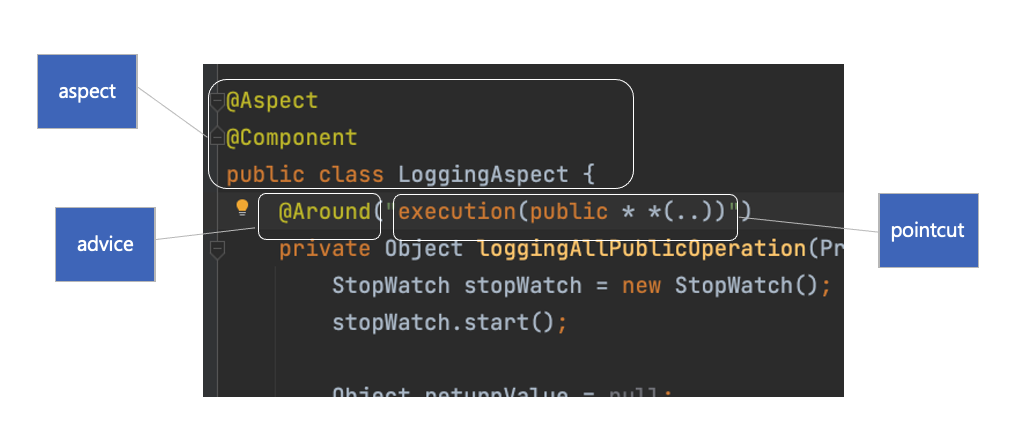 aspect
@Aspect
@Component
public class LoggingAspect {
@Around("execution(public * *(..))")
advice
pointcut
private Object loggingAllPublicOperation(Pr
StopWatch stopWatch = new StopWatch();
stopWatch.start();
Object returnValue = null;